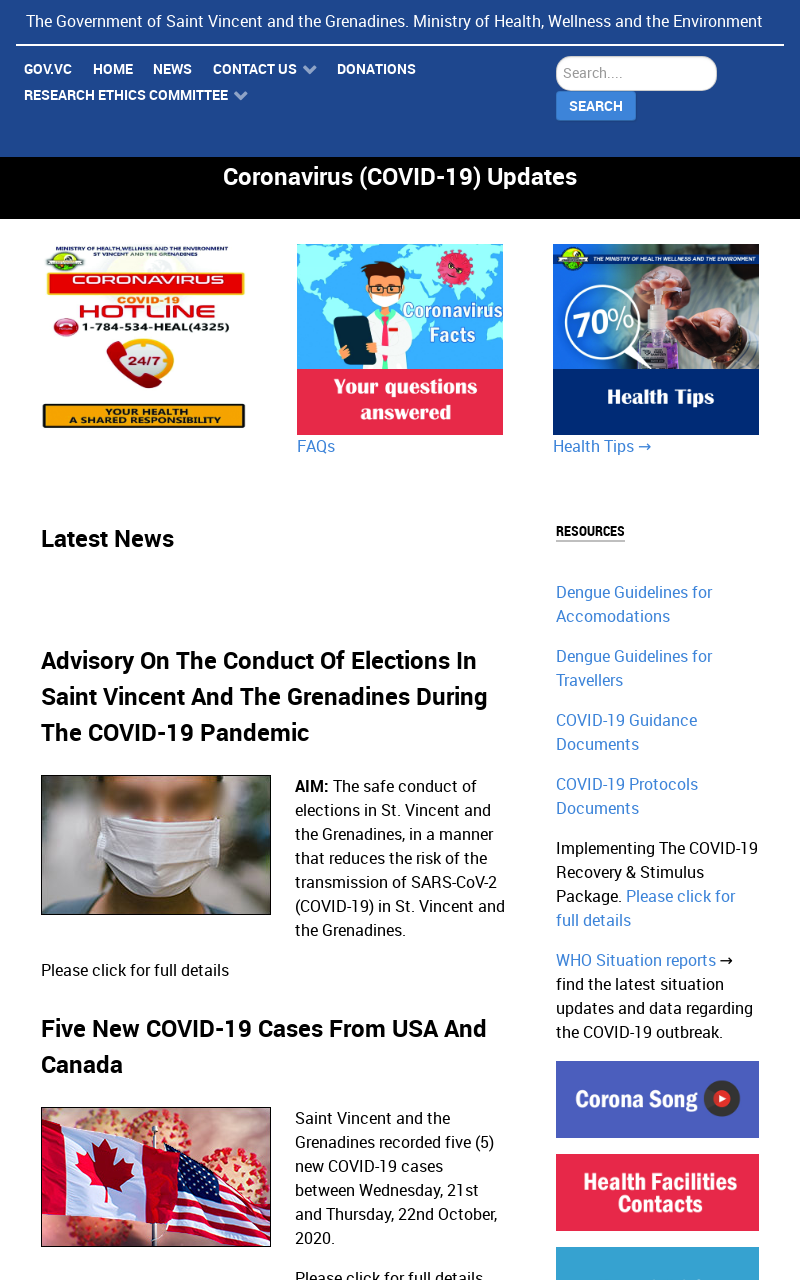 The Government of Saint Vincent and the Grenadines. Ministry of Health, Wellness and the Environment
GOV.VC HOME NEWS CONTACT US DONATIONS
RESEARCH ETHICS COMMITTEE
Search....
SEARCH
Coronavirus (COVID-19) Updates
MINISTRY OF HEALTH,WELLNESS AND THE ENVIRONMENT
ST VINCENT AND THE GRENADINES
CORONAVIRUS
COVID-19
HOTLINE
1-784-534-HEAL(4325)
24/7
YOUR HEALTH
A SHARED RESPONSIBILITY
Coronavirus
Facts
Your questions
answered
FAQs
THE MINISTRY OF HEALTH WELLNESS AND THE ENVIRONMENT
70%
Health Tips
Health Tips →
Latest News
Advisory On The Conduct Of Elections In
Saint Vincent And The Grenadines During
The COVID-19 Pandemic
AIM: The safe conduct of
elections in St. Vincent and
the Grenadines, in a manner
that reduces the risk of the
transmission of SARS-CoV-2
(COVID-19) in St. Vincent and
the Grenadines.
Please click for full details
Five New COVID-19 Cases From USA And
Canada
Saint Vincent and the
Grenadines recorded five (5)
new COVID-19 cases
between Wednesday, 21st
and Thursday, 22nd October,
2020.
Please click for full details
RESOURCES
Dengue Guidelines for
Accomodations
Dengue Guidelines for
Travellers
COVID-19 Guidance
Documents
COVID-19 Protocols
Documents
Implementing The COVID-19
Recovery & Stimulus
Package. Please click for
full details
WHO Situation reports →
find the latest situation
updates and data regarding
the COVID-19 outbreak.
Corona Song
Health Facilities
Contacts